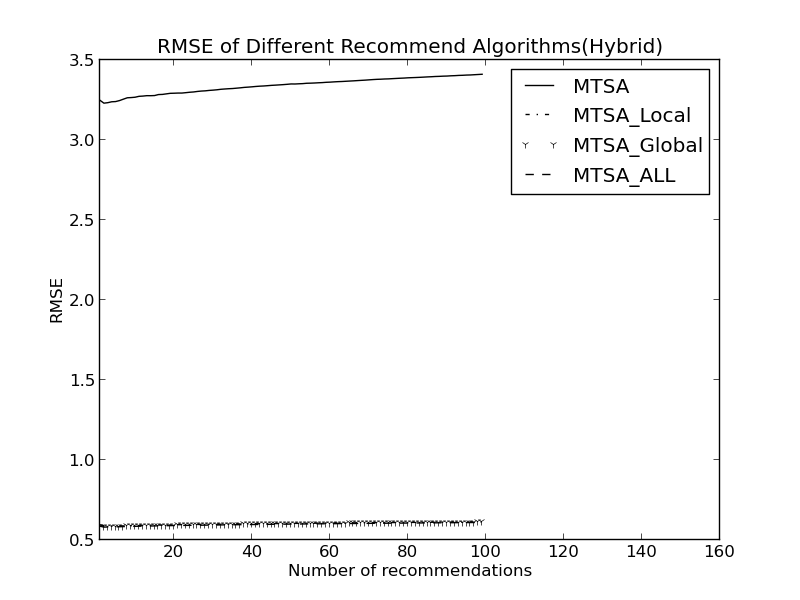 RMSE of Different Recommend Algorithms(Hybrid)
3.5
3.0
2.5
2.0
1.5
1.0
0.5
RMSE
MTSA
MTSA_Local
MTSA_Global
MTSA_ALL
20 40 60 80 100 120 140 160
Number of recommendations